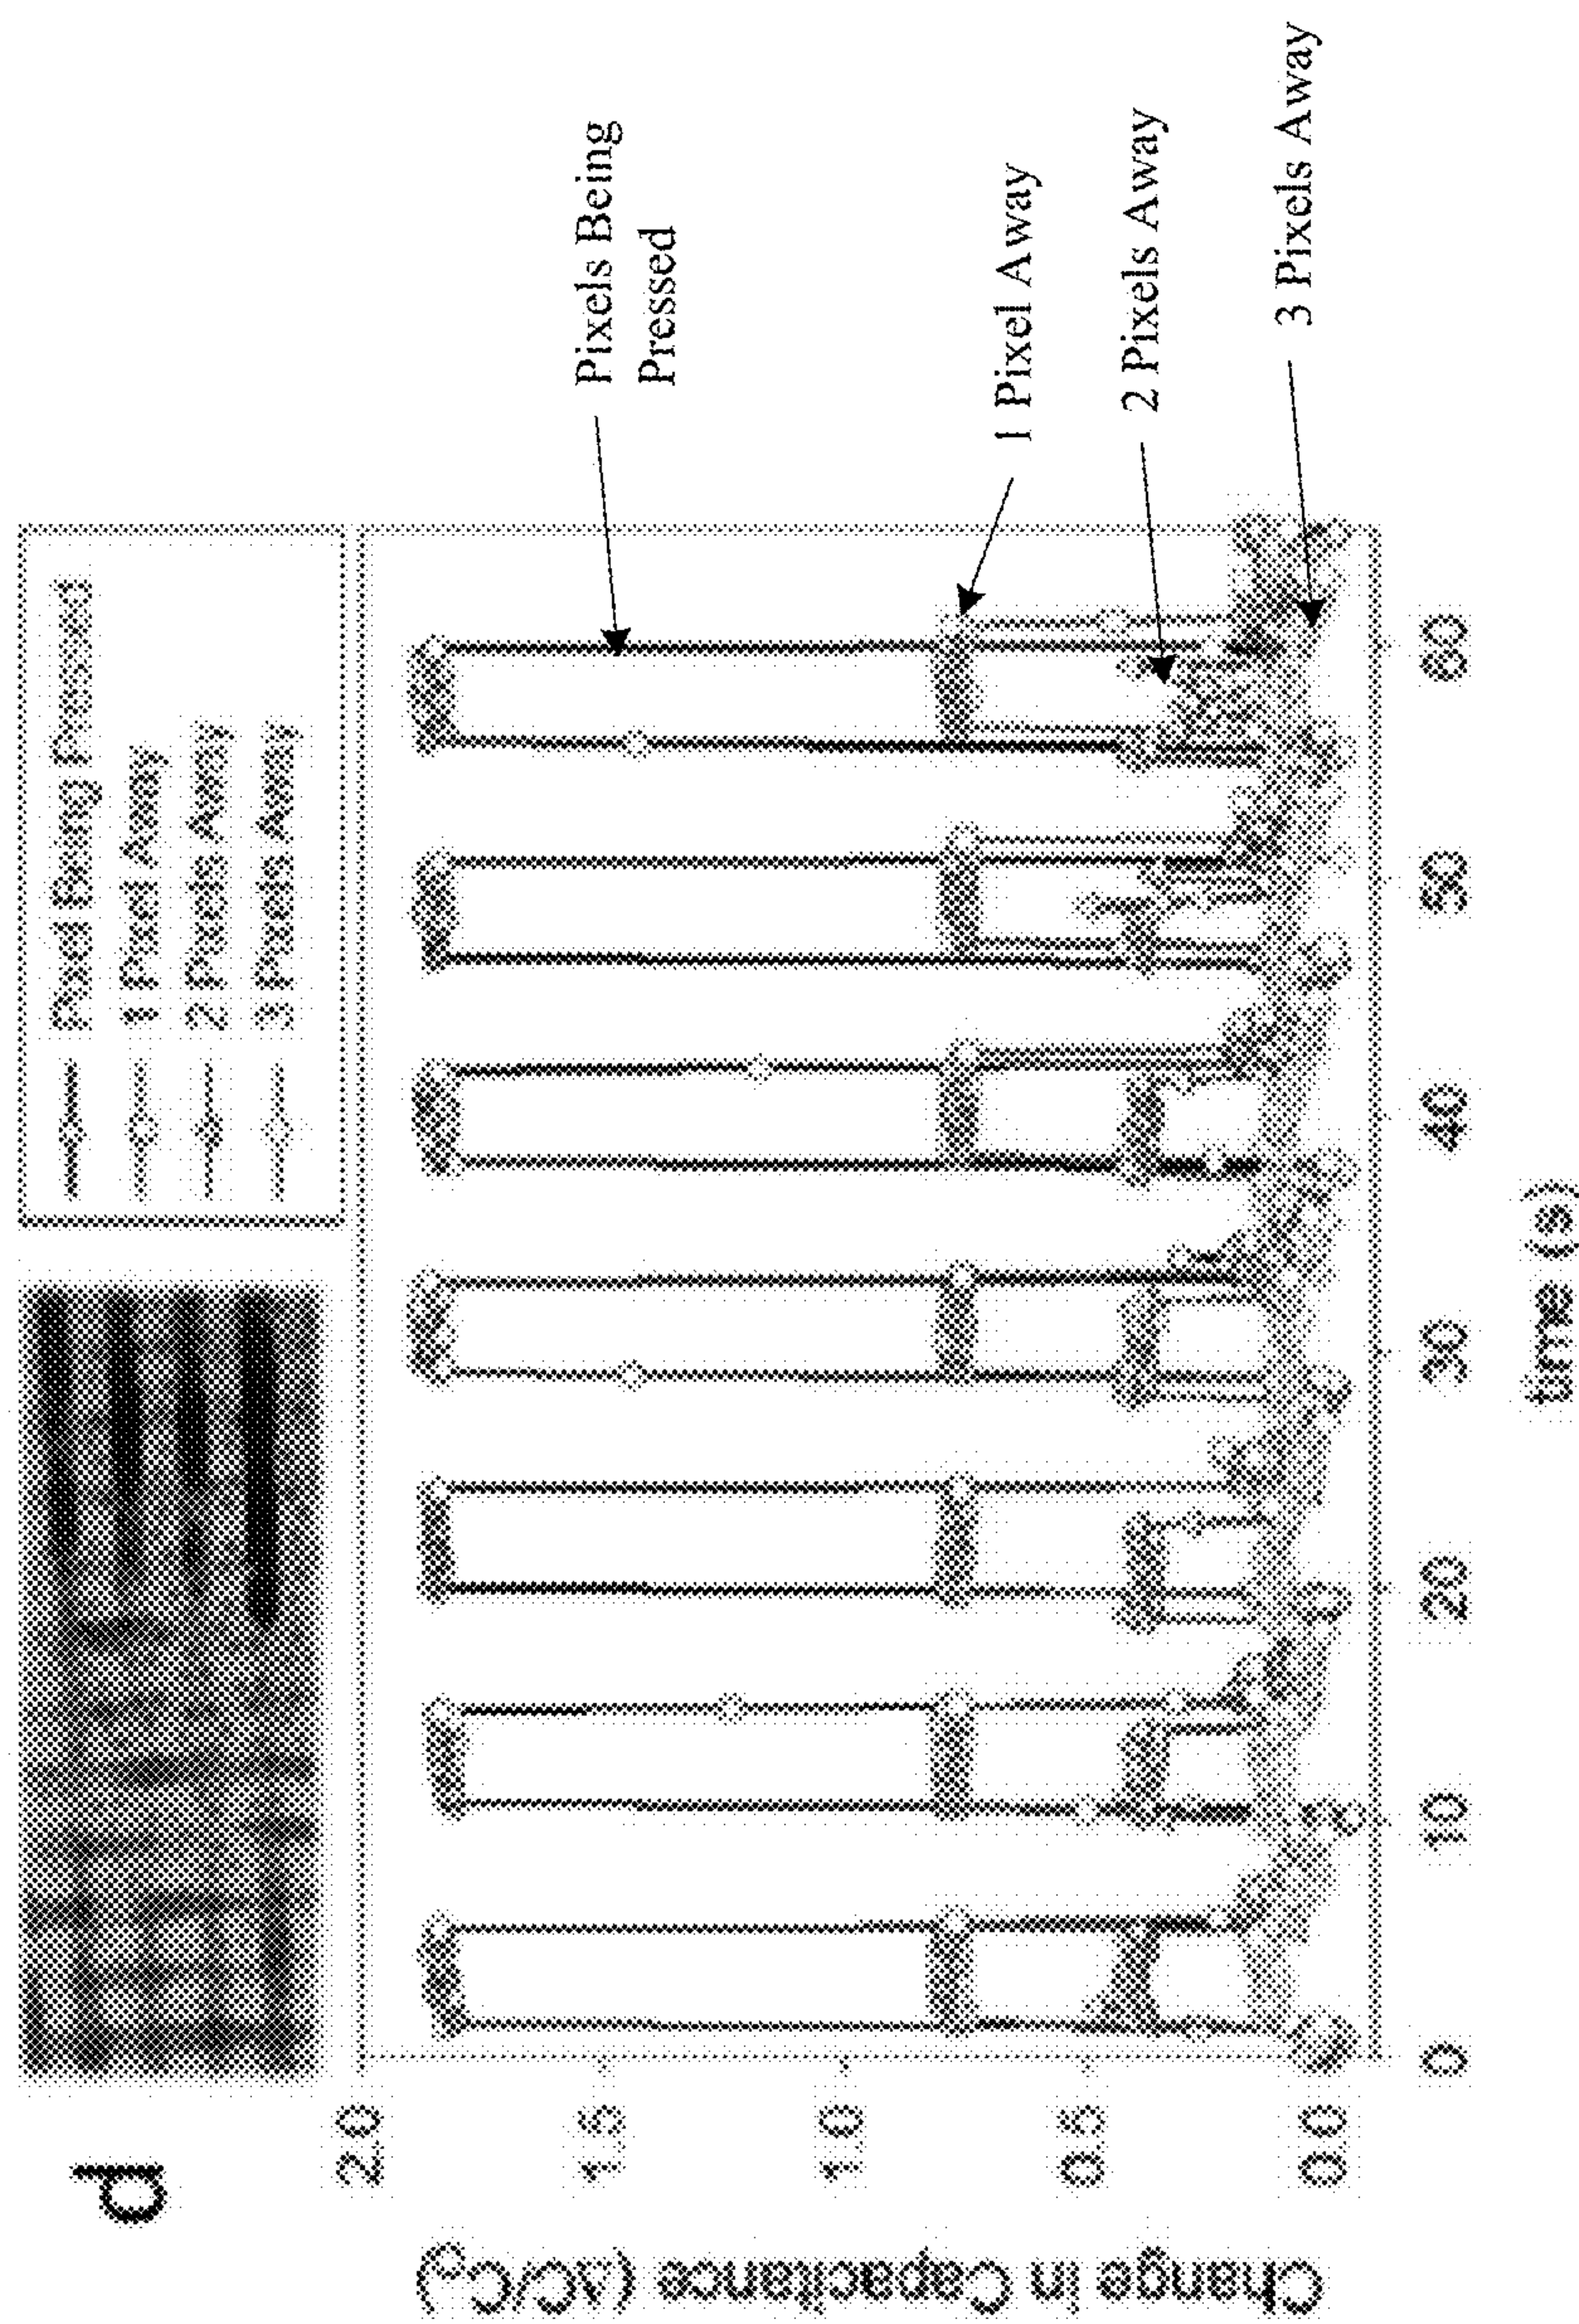 d
Pixel Being Pressed
1 Pixel Away
2 Pixels Away
3 Pixels Away
Change in Capacitance (ΔC/C₀)
2.0
1.5
1.0
0.5
0.0
0
10
20
30
40
50
60
time (s)
Pixels Being
Pressed
1 Pixel Away
2 Pixels Away
3 Pixels Away